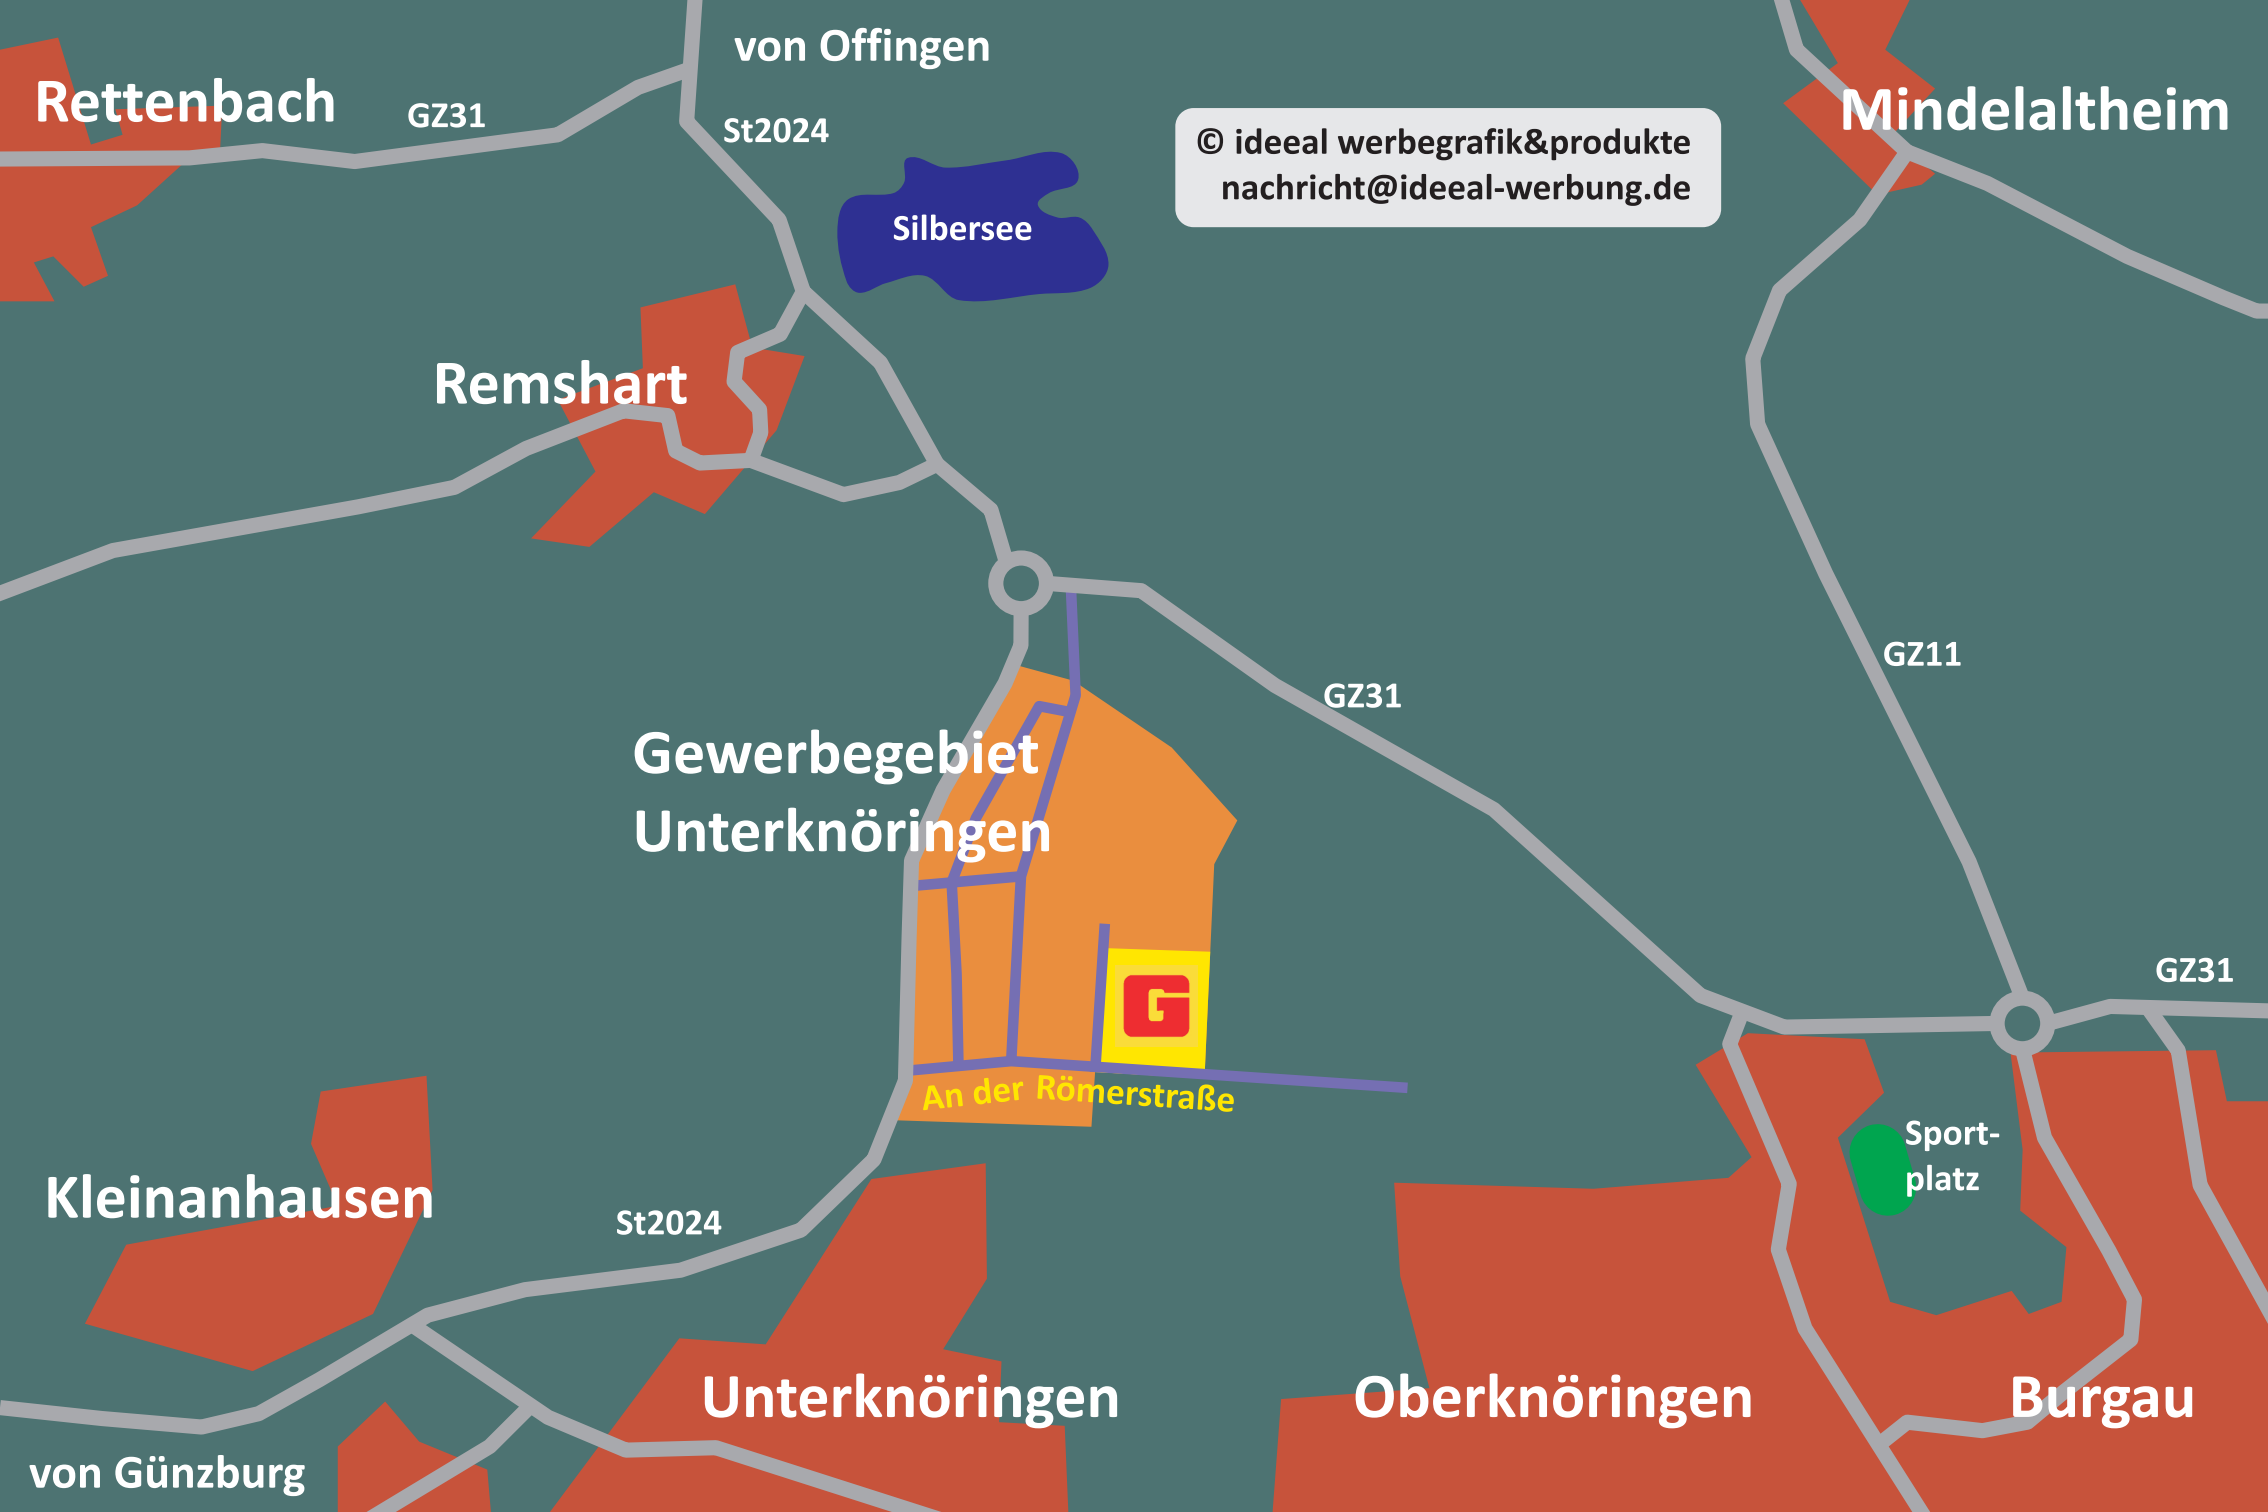 von Offingen
Rettenbach
GZ31
St2024
Mindelaltheim
© ideeal werbegrafik&produkte
nachricht@ideeal-werbung.de
Silbersee
Remshart
GZ11
GZ31
Gewerbegebiet
Unterknöringen
GZ31
G
An der Römerstraße
Sport-
platz
Kleinanhausen
St2024
Unterknöringen
Oberknöringen
Burgau
von Günzburg